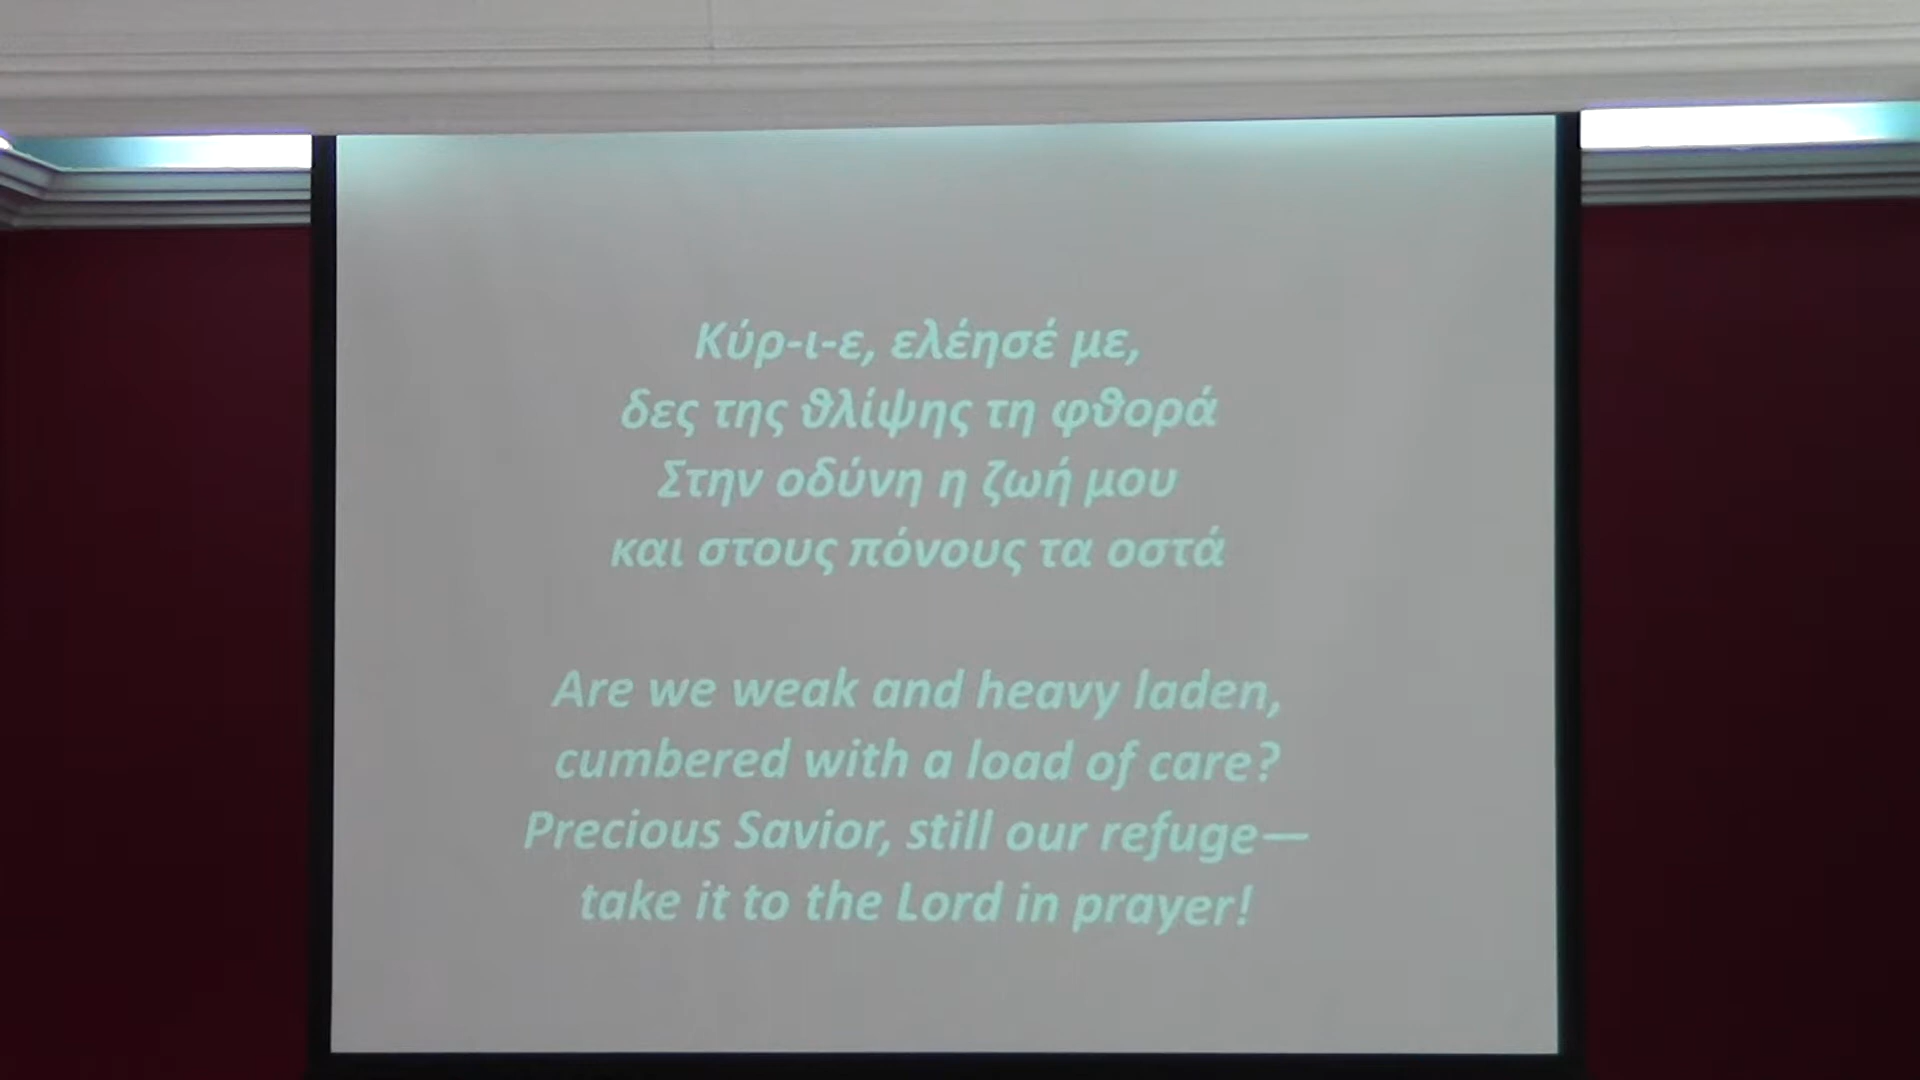 Κύρ-ι-ε, ελέησέ με,
δες της θλίψης τη φθορά
Στην οδύνη η ζωή μου
και στους πόνους τα οστά
Are we weak and heavy laden,
cumbered with a load of care?
Precious Savior, still our refuge—
take it to the Lord in prayer!